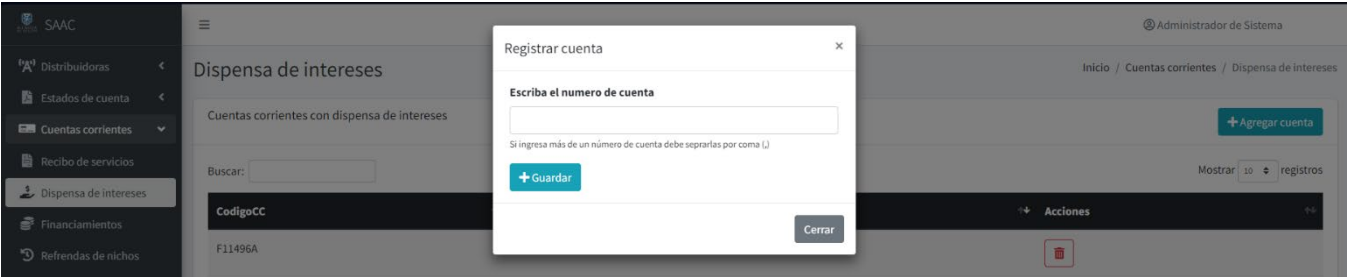 SAAC
Administrador de Sistema
Registrar cuenta
×
Distribuidoras
Dispensa de intereses
Inicio / Cuentas corrientes / Dispensa de intereses
Estados de cuenta
Escriba el numero de cuenta
Cuentas corrientes con dispensa de intereses
+Agregar cuenta
Cuentas corrientes
Si ingresa más de un número de cuenta debe seprarlas por coma (,)
Recibo de servicios
Buscar:
+Guardar
Mostrar 10 registros
Dispensa de intereses
CodigoCC
Acciones
Financiamientos
Cerrar
F11496A
Refrendas de nichos